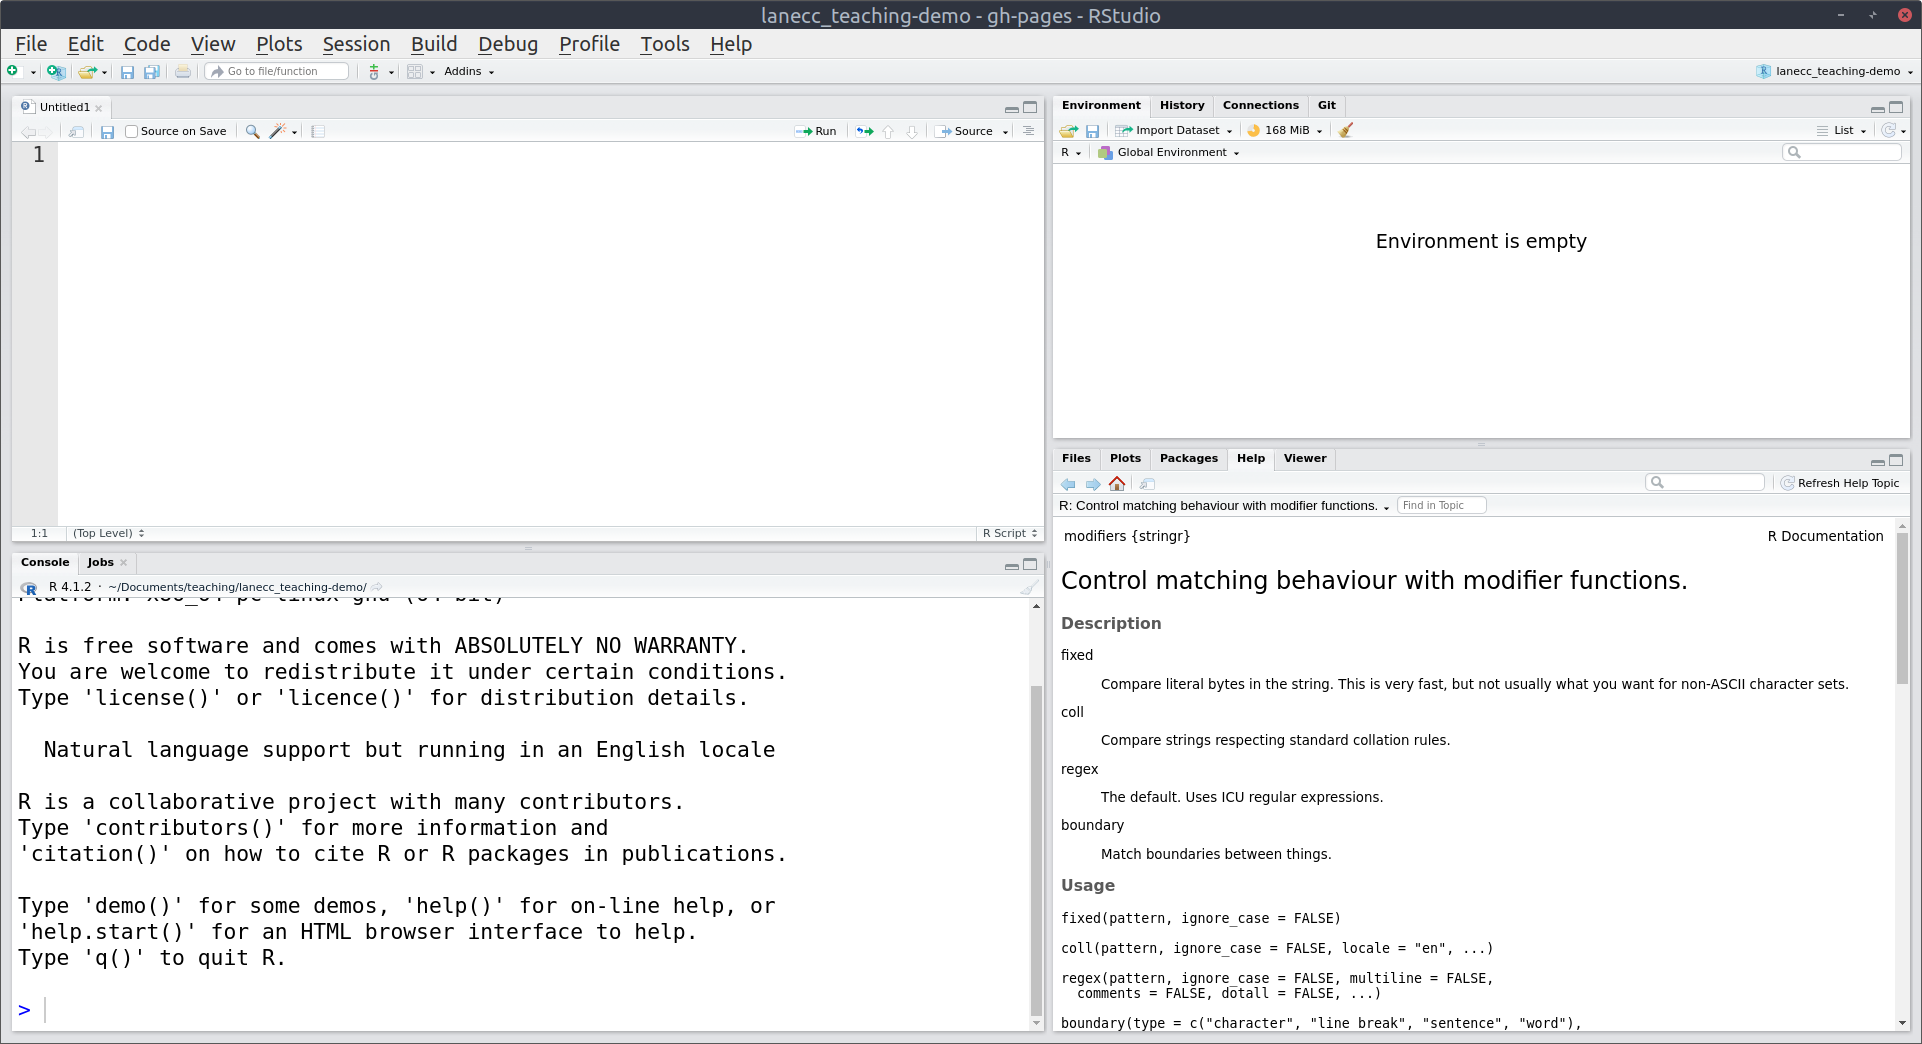 lanecc_teaching-demo - gh-pages - RStudio
File Edit Code View Plots Session Build Debug Profile Tools Help
Go to file/function Addins lanecc_teaching-demo
Untitled1
Source on Save Run Source
1
1:1 (Top Level) R Script
Console Jobs
R 4.1.2 · ~/Documents/teaching/lanecc_teaching-demo/
R is free software and comes with ABSOLUTELY NO WARRANTY.
You are welcome to redistribute it under certain conditions.
Type 'license()' or 'licence()' for distribution details.
Natural language support but running in an English locale
R is a collaborative project with many contributors.
Type 'contributors()' for more information and
'citation()' on how to cite R or R packages in publications.
Type 'demo()' for some demos, 'help()' for on-line help, or
'help.start()' for an HTML browser interface to help.
Type 'q()' to quit R.
>
Environment History Connections Git
Import Dataset 168 MiB List
R Global Environment
Environment is empty
Files Plots Packages Help Viewer
Refresh Help Topic
R: Control matching behaviour with modifier functions. Find in Topic
modifiers {stringr} R Documentation
Control matching behaviour with modifier functions.
Description
fixed
Compare literal bytes in the string. This is very fast, but not usually what you want for non-ASCII character sets.
coll
Compare strings respecting standard collation rules.
regex
The default. Uses ICU regular expressions.
boundary
Match boundaries between things.
Usage
fixed(pattern, ignore_case = FALSE)
coll(pattern, ignore_case = FALSE, locale = "en", ...)
regex(pattern, ignore_case = FALSE, multiline = FALSE,
comments = FALSE, dotall = FALSE, ...)
boundary(type = c("character", "line_break", "sentence", "word"),